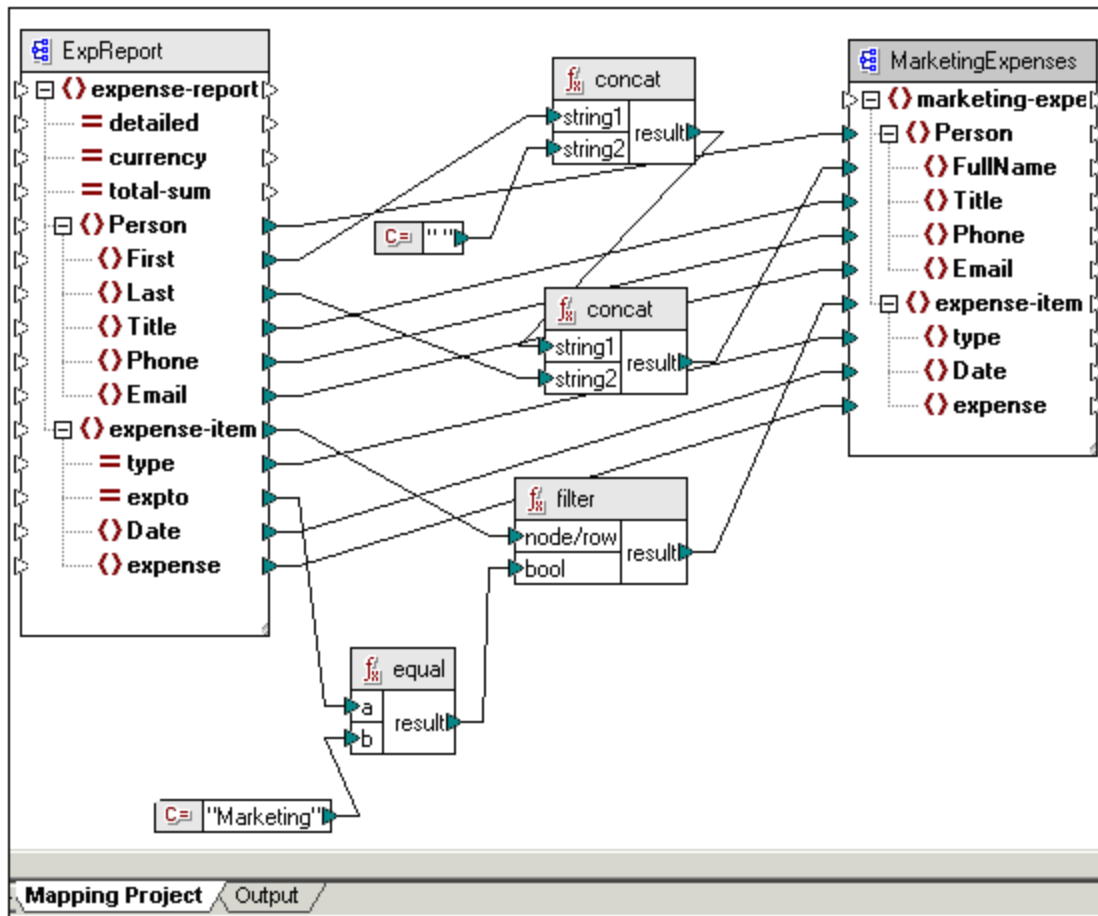 ExpReport
expense-report
detailed
currency
total-sum
Person
First
Last
Title
Phone
Email
expense-item
type
expto
Date
expense
concat
string1
string2
result
C= " "
concat
string1
string2
result
filter
node/row
bool
result
equal
a
b
result
C= "Marketing"
MarketingExpenses
marketing-expe
Person
FullName
Title
Phone
Email
expense-item
type
Date
expense
Mapping Project
Output